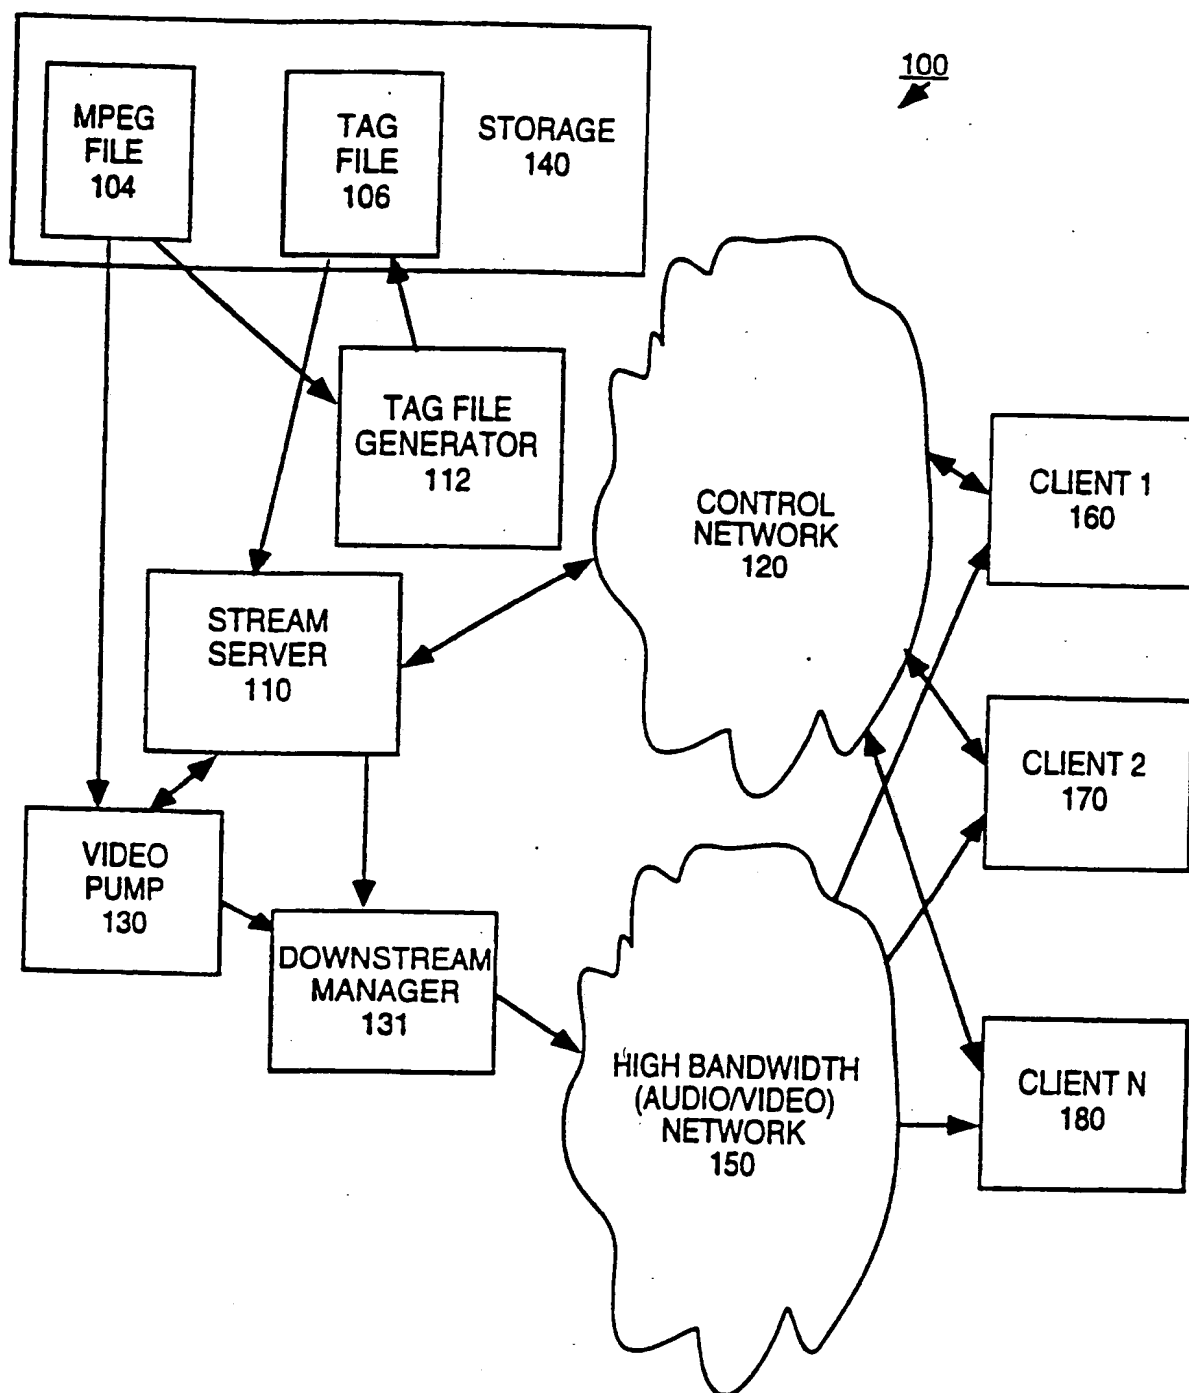 100
MPEG
FILE
104
TAG
FILE
106
STORAGE
140
TAG FILE
GENERATOR
112
CONTROL
NETWORK
120
CLIENT 1
160
STREAM
SERVER
110
CLIENT 2
170
VIDEO
PUMP
130
DOWNSTREAM
MANAGER
131
HIGH BANDWIDTH
(AUDIO/VIDEO)
NETWORK
150
CLIENT N
180